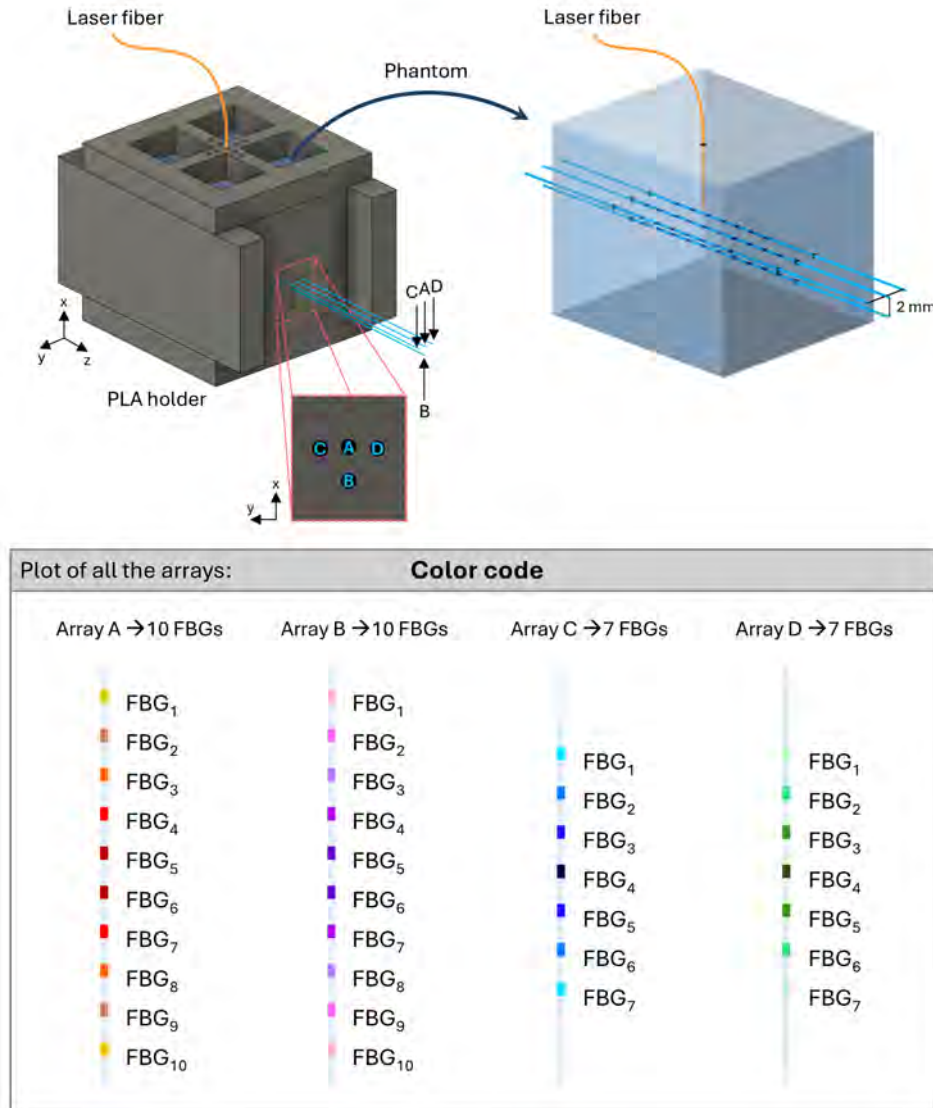 Laser fiber
Laser fiber
Phantom
C A D
x
y
z
2 mm
PLA holder
B
C A D
B
x
y
Plot of all the arrays: Color code
Array A →10 FBGs
Array B →10 FBGs
Array C →7 FBGs
Array D →7 FBGs
FBG₁
FBG₂
FBG₃
FBG₄
FBG₅
FBG₆
FBG₇
FBG₈
FBG₉
FBG₁₀
FBG₁
FBG₂
FBG₃
FBG₄
FBG₅
FBG₆
FBG₇
FBG₈
FBG₉
FBG₁₀
FBG₁
FBG₂
FBG₃
FBG₄
FBG₅
FBG₆
FBG₇
FBG₁
FBG₂
FBG₃
FBG₄
FBG₅
FBG₆
FBG₇